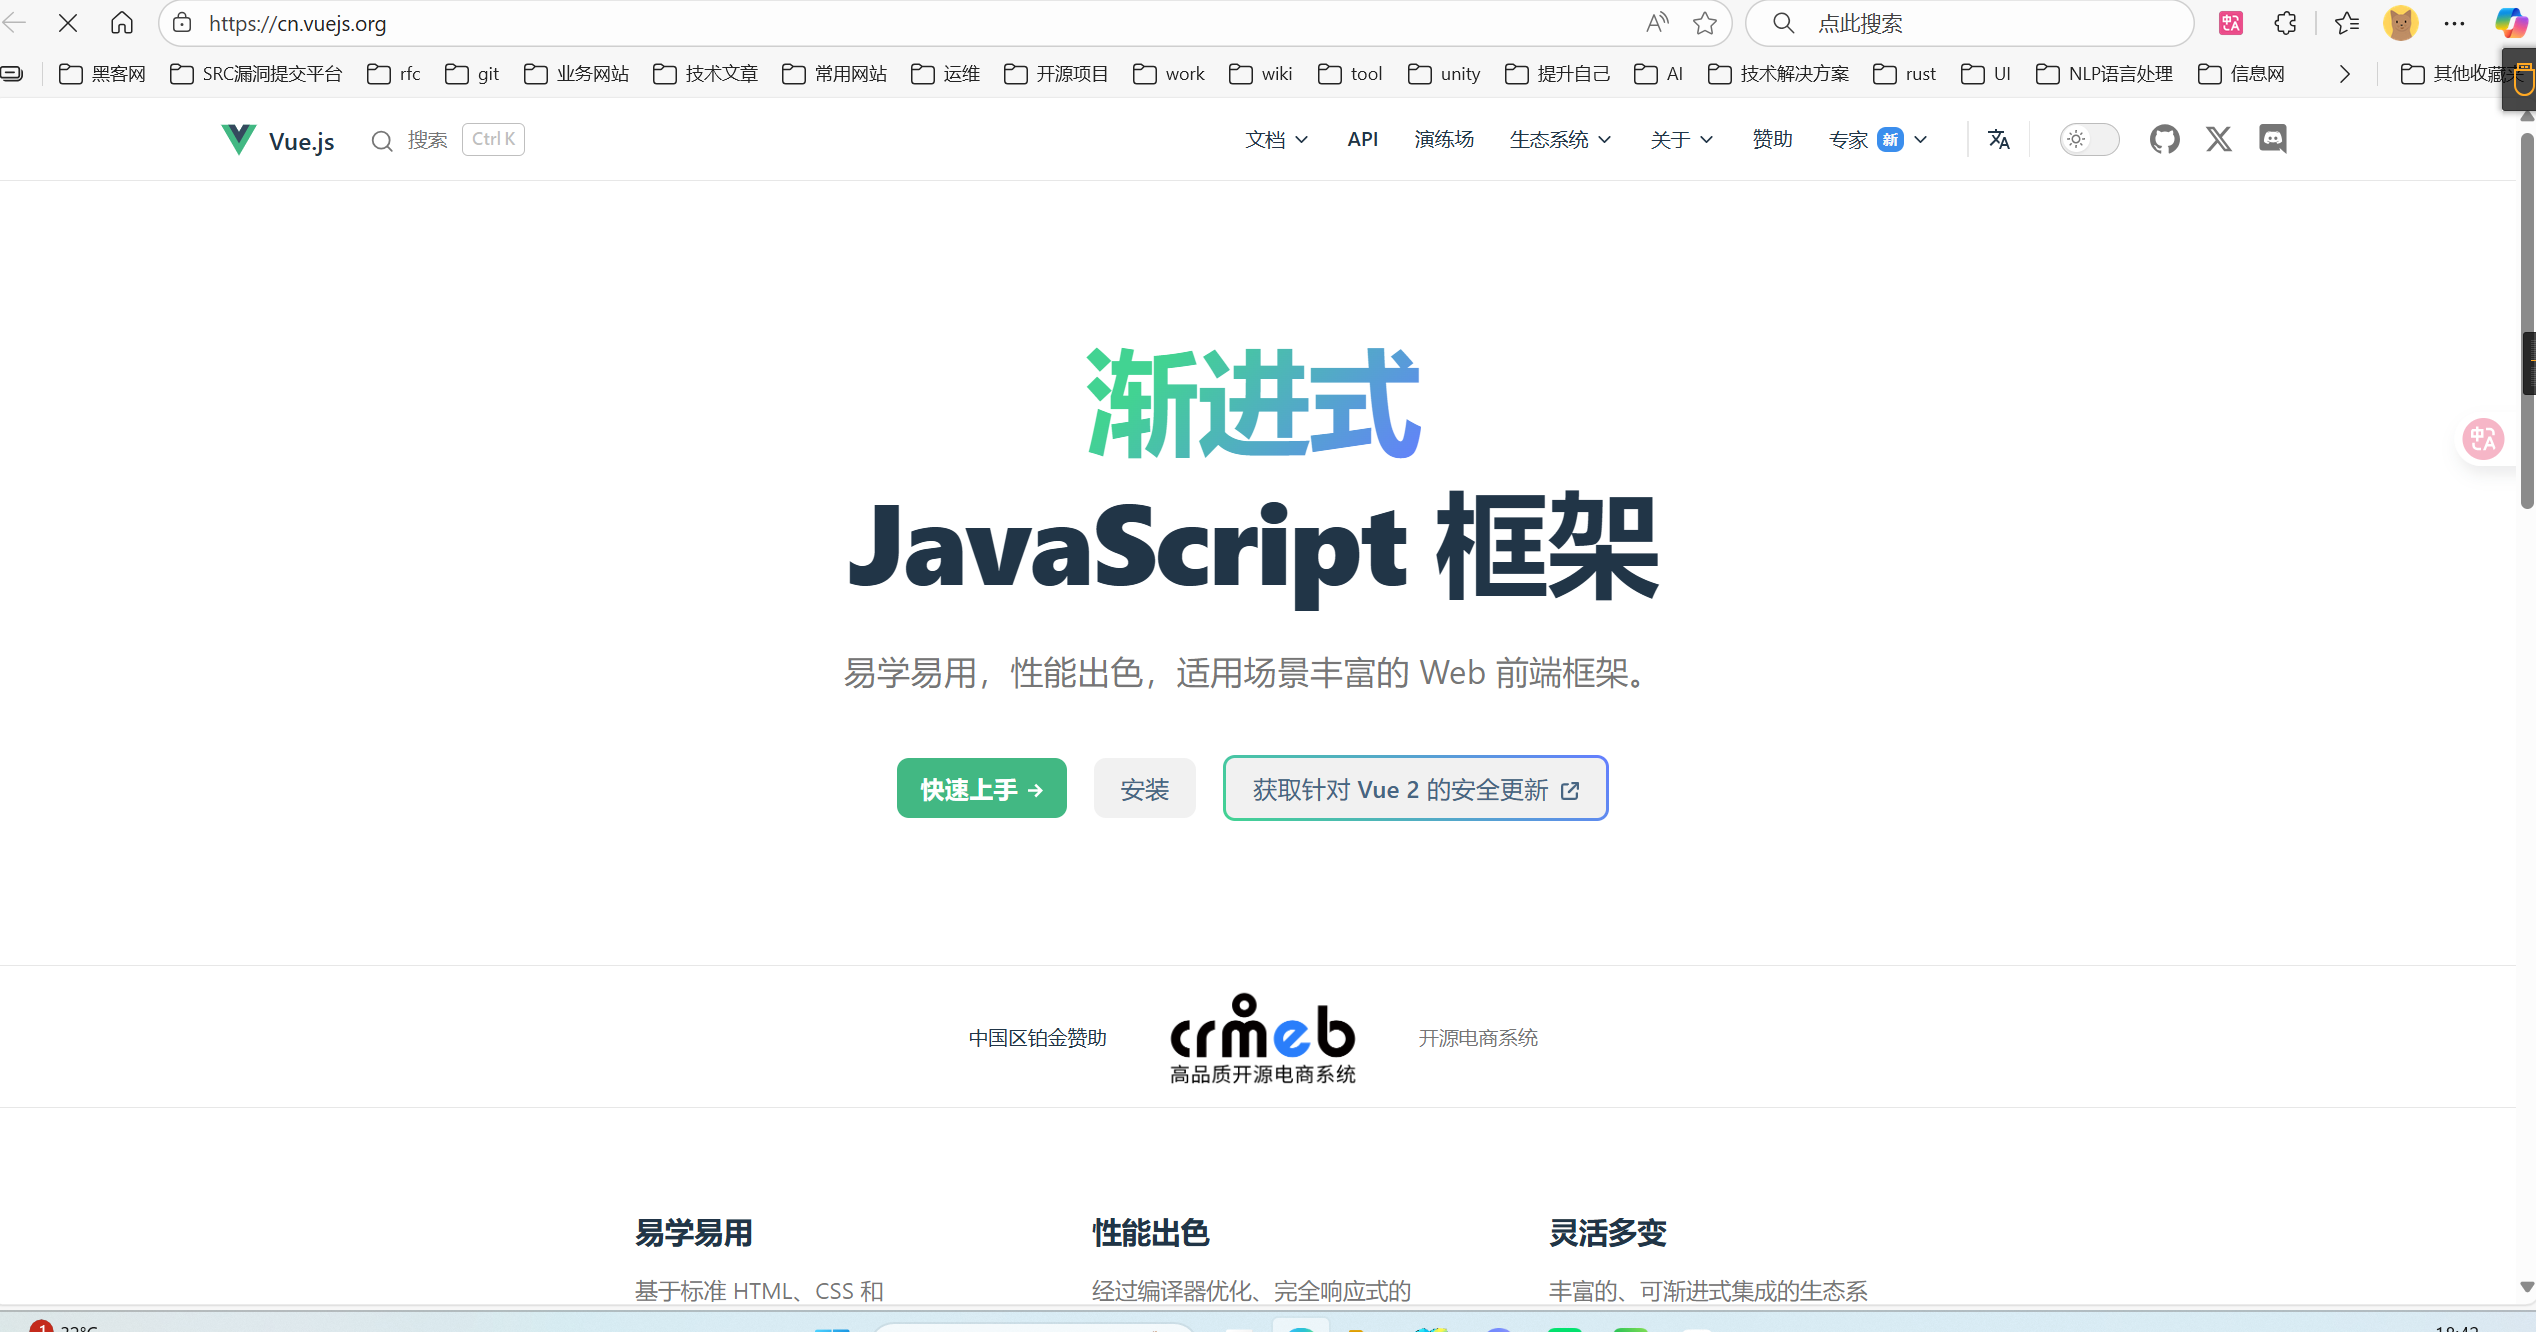 https://cn.vuejs.org
点此搜索
黑客网 SRC漏洞提交平台 rfc git 业务网站 技术文章 常用网站 运维 开源项目 work wiki tool unity 提升自己 AI 技术解决方案 rust UI NLP语言处理 信息网 其他收藏夹
Vue.js 搜索 Ctrl K 文档 API 演练场 生态系统 关于 赞助 专家 新
渐进式
JavaScript 框架
易学易用，性能出色，适用场景丰富的 Web 前端框架。
快速上手 → 安装 获取针对 Vue 2 的安全更新
中国区铂金赞助 crmeb 开源电商系统
高品质开源电商系统
易学易用 性能出色 灵活多变
基于标准 HTML、CSS 和 经过编译器优化、完全响应式的 丰富的、可渐进式集成的生态系